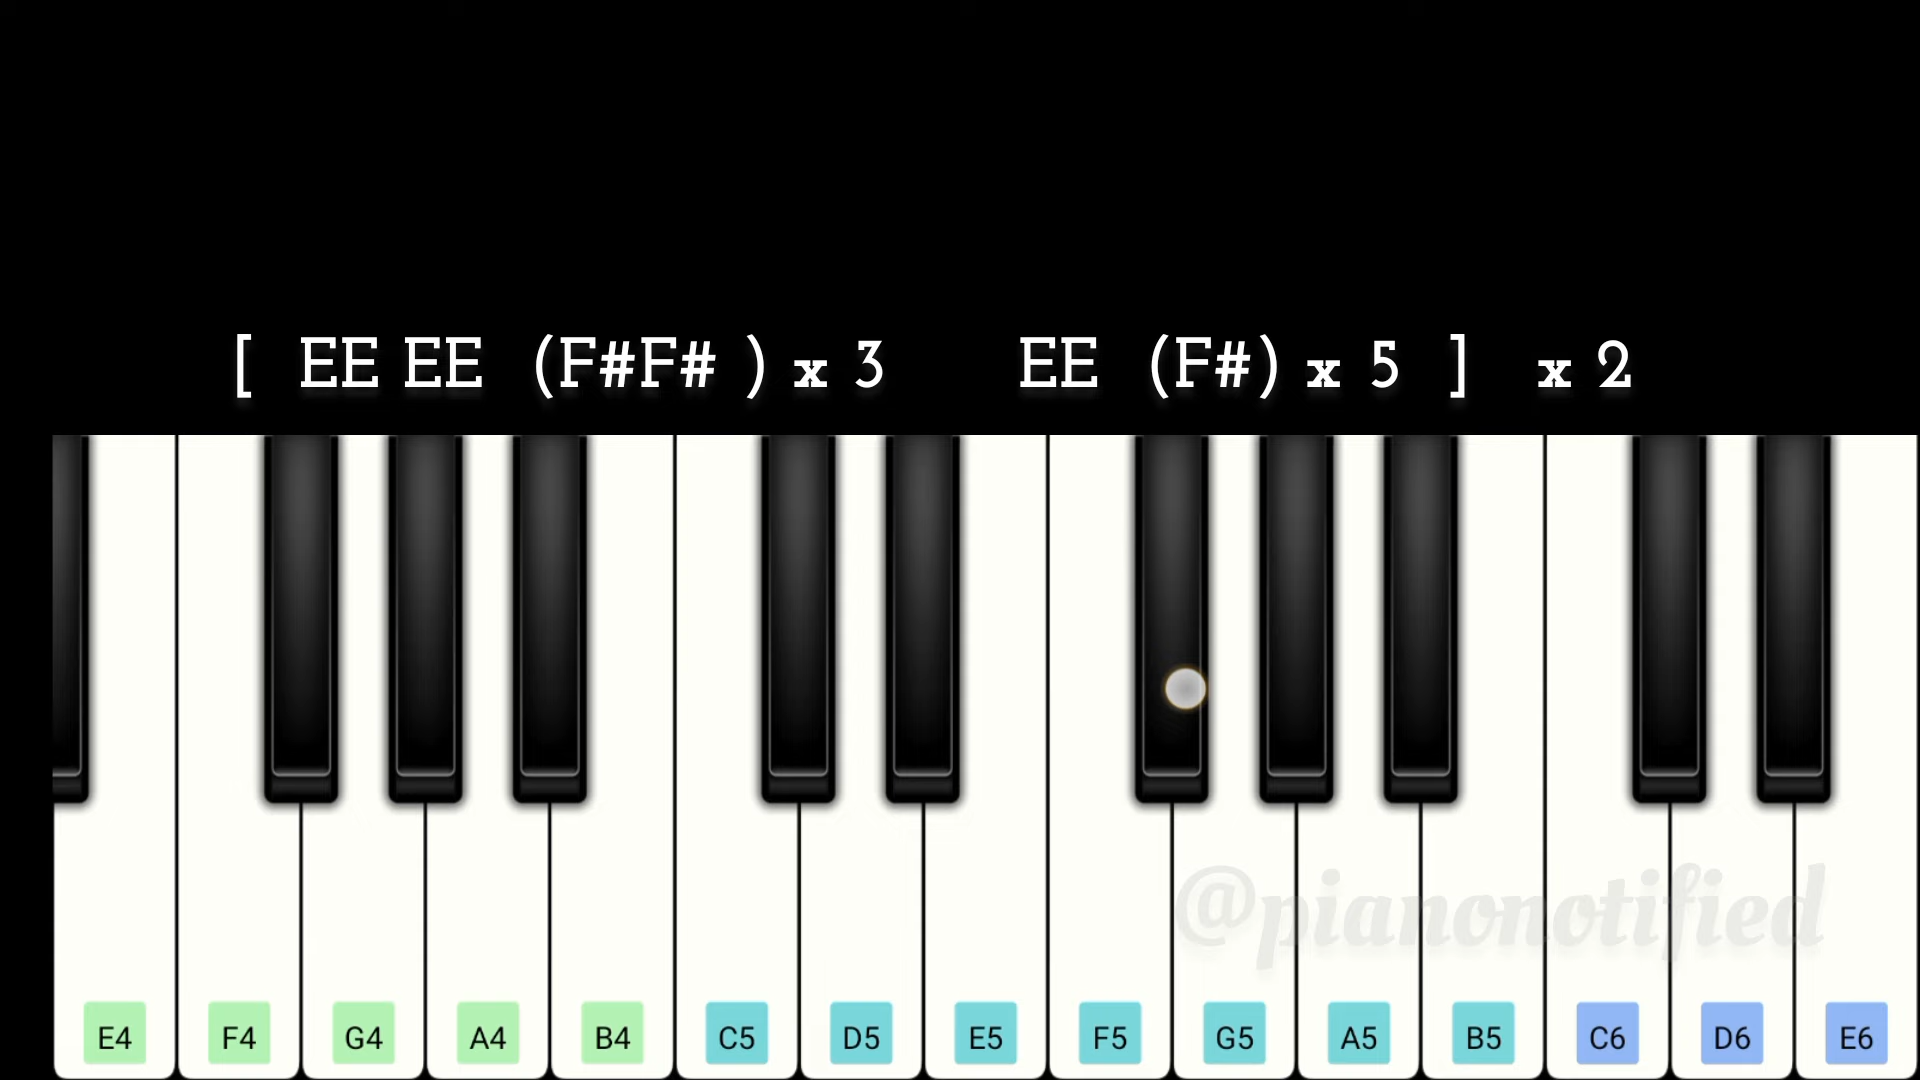 [ EE EE (F#F# ) x 3 EE (F#) x 5 ] x 2
@pianonotified
E4 F4 G4 A4 B4 C5 D5 E5 F5 G5 A5 B5 C6 D6 E6